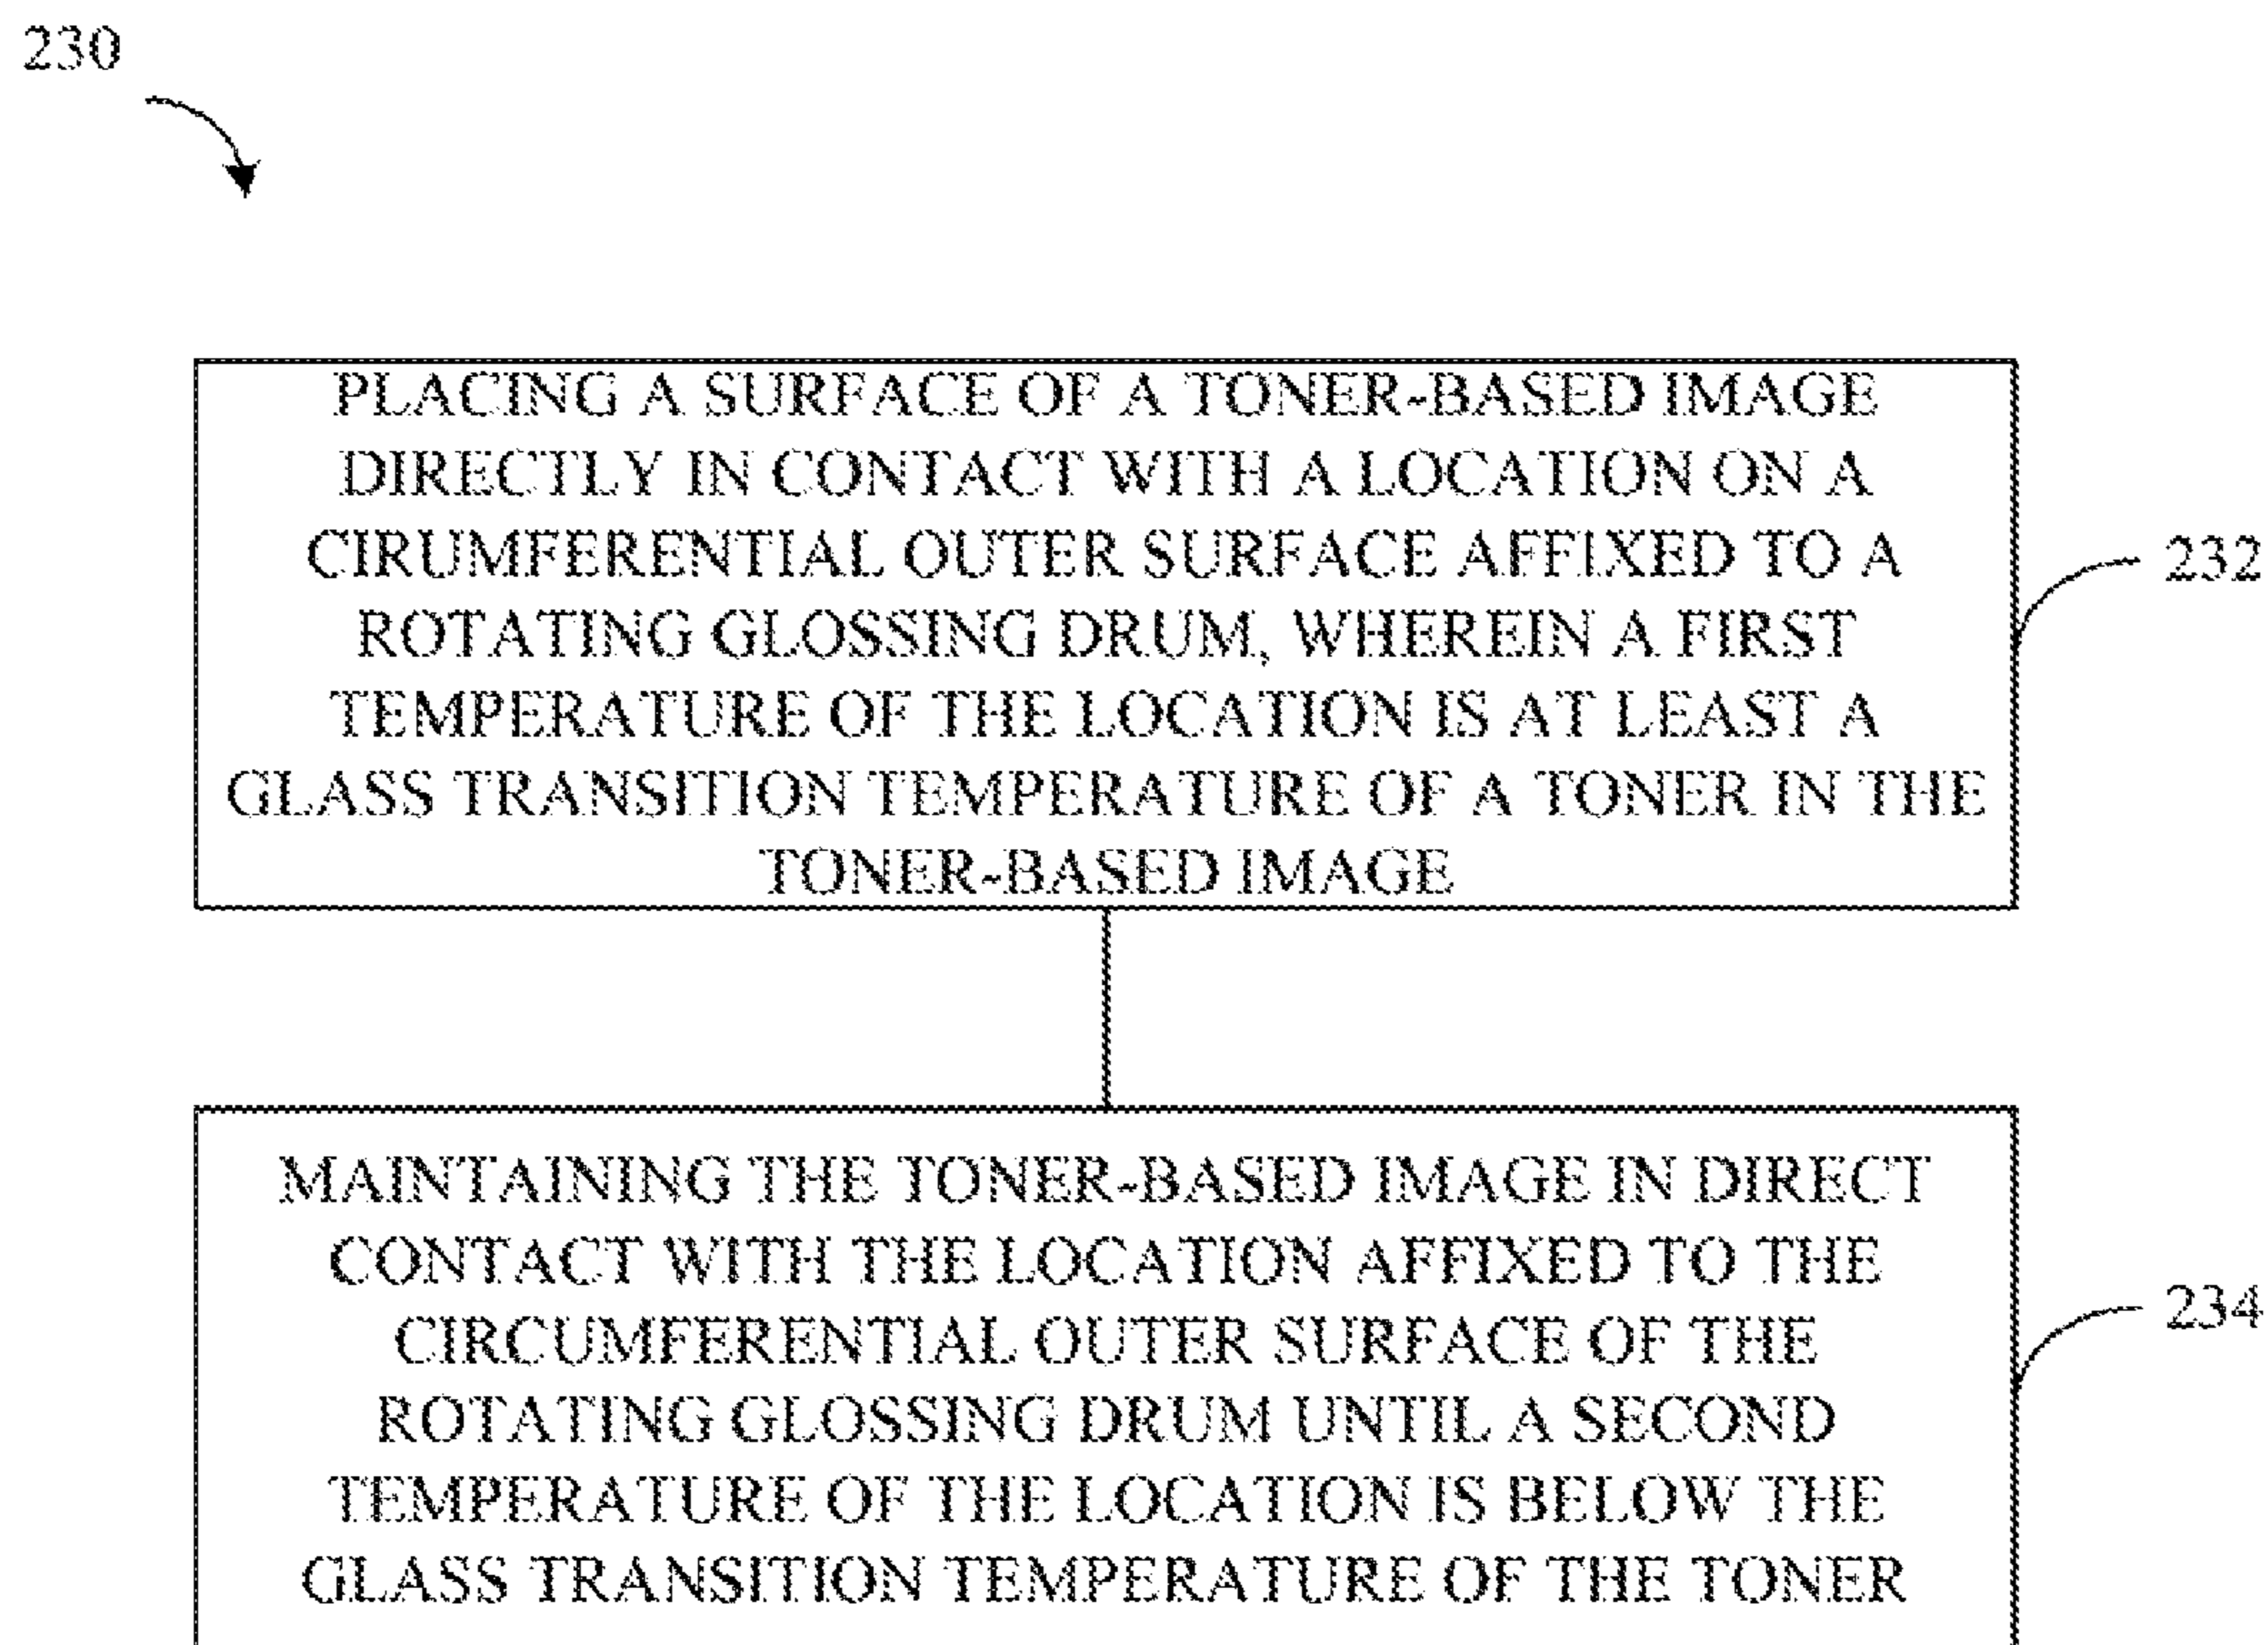 230
PLACING A SURFACE OF A TONER-BASED IMAGE
DIRECTLY IN CONTACT WITH A LOCATION ON A
CIRUMFERENTIAL OUTER SURFACE AFFIXED TO A
ROTATING GLOSSING DRUM, WHEREIN A FIRST
TEMPERATURE OF THE LOCATION IS AT LEAST A
GLASS TRANSITION TEMPERATURE OF A TONER IN THE
TONER-BASED IMAGE
232
MAINTAINING THE TONER-BASED IMAGE IN DIRECT
CONTACT WITH THE LOCATION AFFIXED TO THE
CIRCUMFERENTIAL OUTER SURFACE OF THE
ROTATING GLOSSING DRUM UNTIL A SECOND
TEMPERATURE OF THE LOCATION IS BELOW THE
GLASS TRANSITION TEMPERATURE OF THE TONER
234